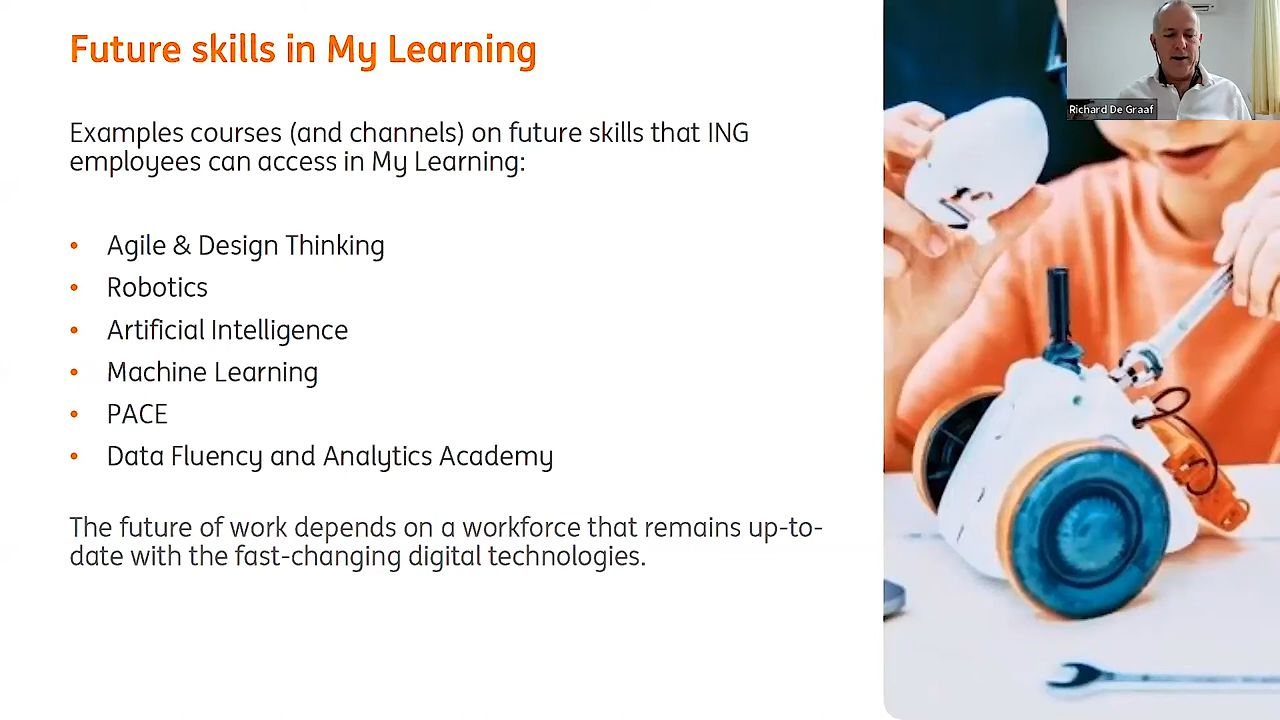 Future skills in My Learning
Richard De Graaf
Examples courses (and channels) on future skills that ING
employees can access in My Learning:
• Agile & Design Thinking
• Robotics
• Artificial Intelligence
• Machine Learning
• PACE
• Data Fluency and Analytics Academy
The future of work depends on a workforce that remains up-to-
date with the fast-changing digital technologies.